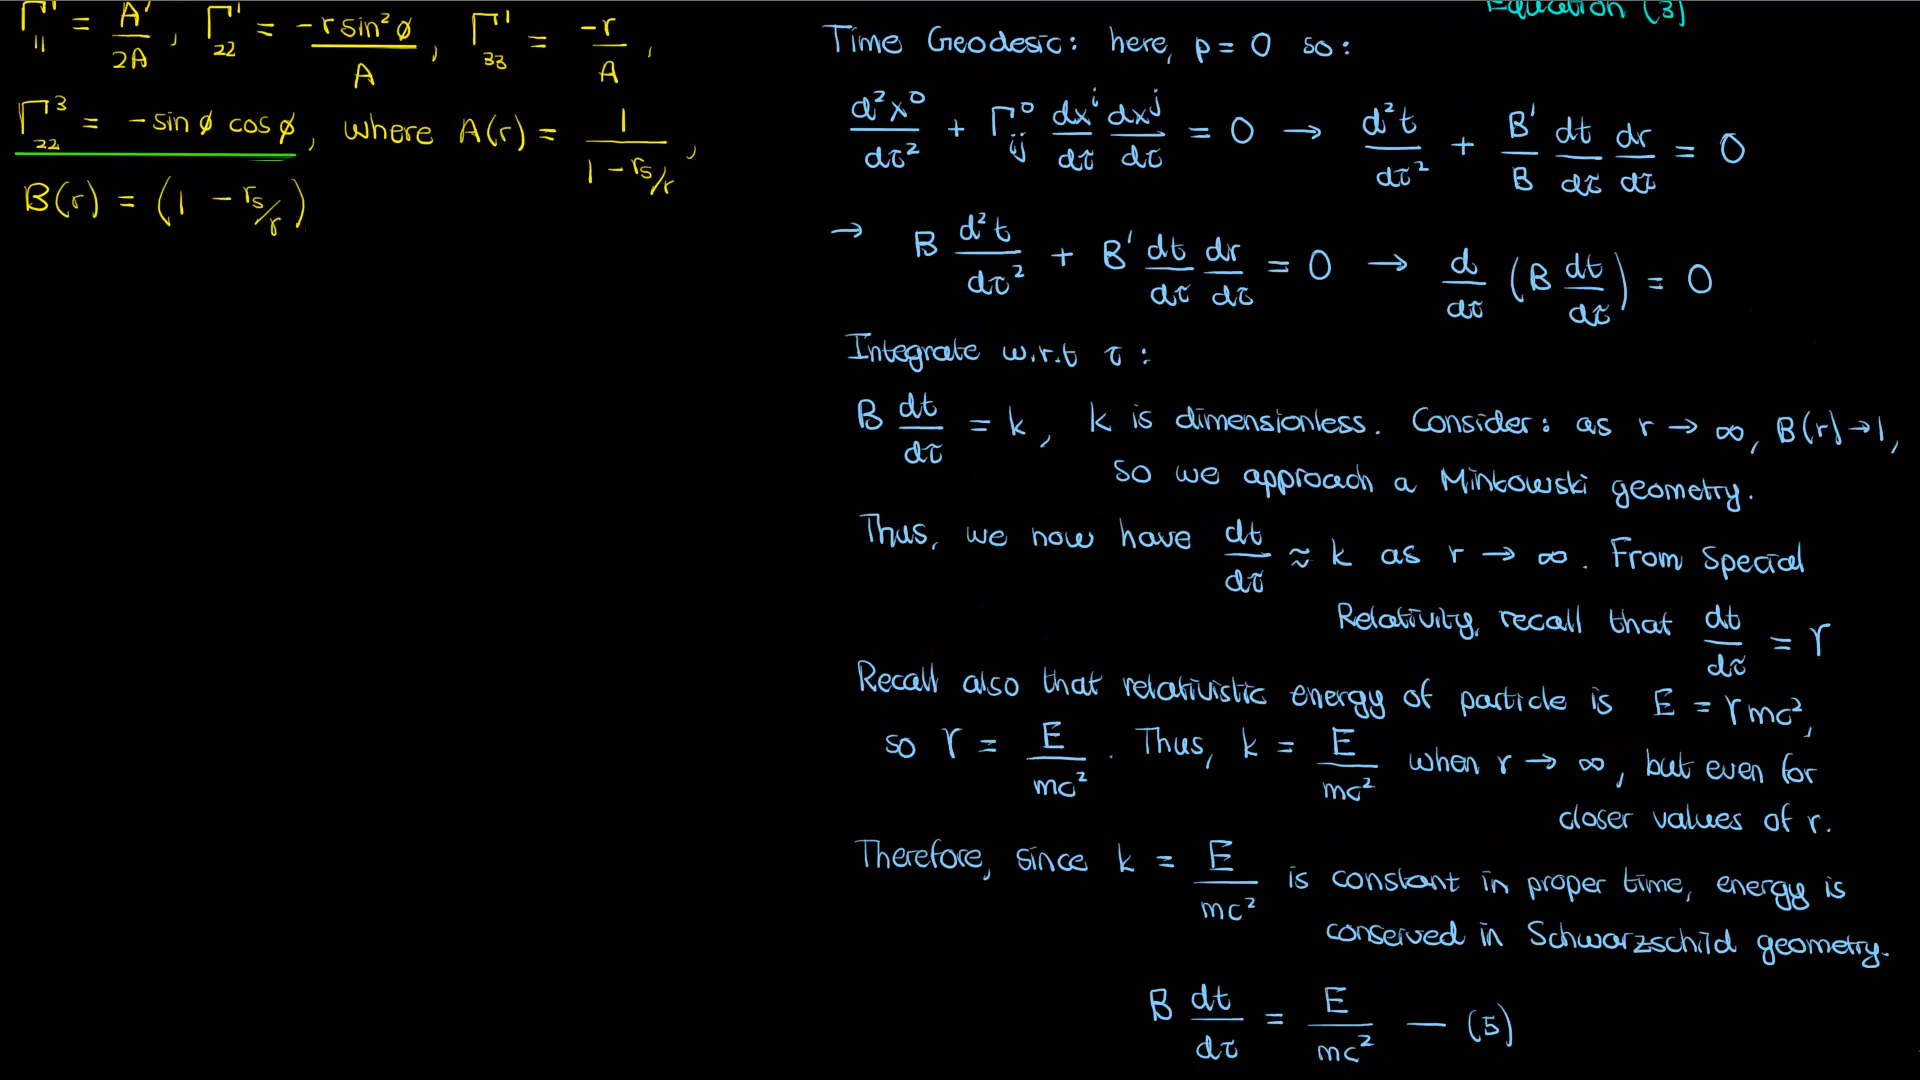 Γ¹₁₁ = A'/2A, Γ¹₂₂ = -r sin²φ/A, Γ¹₃₃ = -r/A,
Γ³₂₂ = -sin φ cos φ, where A(r) = 1/(1 - rₛ/r),
B(r) = (1 - rₛ/r)
Equation (3)
Time Geodesic: here, p = 0 so:
d²x⁰/dτ² + Γ⁰ᵢⱼ dxⁱ/dτ dxʲ/dτ = 0 → d²t/dτ² + B'/B dt/dτ dr/dτ = 0
→ B d²t/dτ² + B' dt/dτ dr/dτ = 0 → d/dτ (B dt/dτ) = 0
Integrate w.r.t τ:
B dt/dτ = k, k is dimensionless. Consider: as r → ∞, B(r) → 1,
so we approach a Minkowski geometry.
Thus, we now have dt/dτ ≈ k as r → ∞. From Special
Relativity, recall that dt/dτ = γ
Recall also that relativistic energy of particle is E = γmc²,
so γ = E/mc². Thus, k = E/mc² when r → ∞, but even for
closer values of r.
Therefore, since k = E/mc² is constant in proper time, energy is
conserved in Schwarzschild geometry.
B dt/dτ = E/mc² — (5)